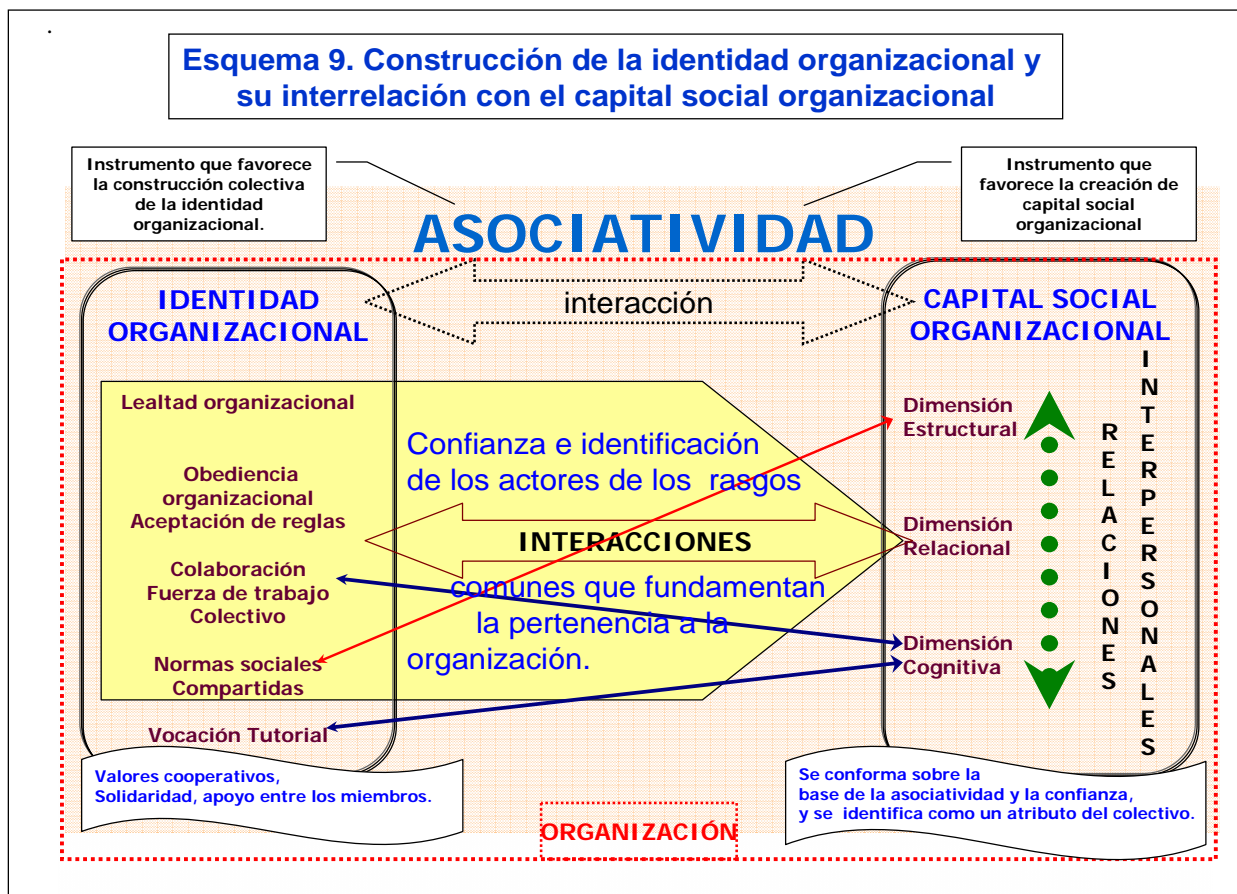 Esquema 9. Construcción de la identidad organizacional y
su interrelación con el capital social organizacional
Instrumento que favorece
la construcción colectiva
de la identidad
organizacional.
Instrumento que
favorece la creación de
capital social
organizacional
ASOCIATIVIDAD
interacción
IDENTIDAD
ORGANIZACIONAL
Lealtad organizacional
Obediencia
organizacional
Aceptación de reglas
Colaboración
Fuerza de trabajo
Colectivo
Normas sociales
Compartidas
Vocación Tutorial
Valores cooperativos,
Solidaridad, apoyo entre los miembros.
Confianza e identificación
de los actores de los rasgos
INTERACCIONES
comunes que fundamentan
la pertenencia a la
organización.
CAPITAL SOCIAL
ORGANIZACIONAL
Dimensión
Estructural
Dimensión
Relacional
Dimensión
Cognitiva
RELACIONES
INTERPERSONALES
Se conforma sobre la
base de la asociatividad y la confianza,
y se identifica como un atributo del colectivo.
ORGANIZACIÓN